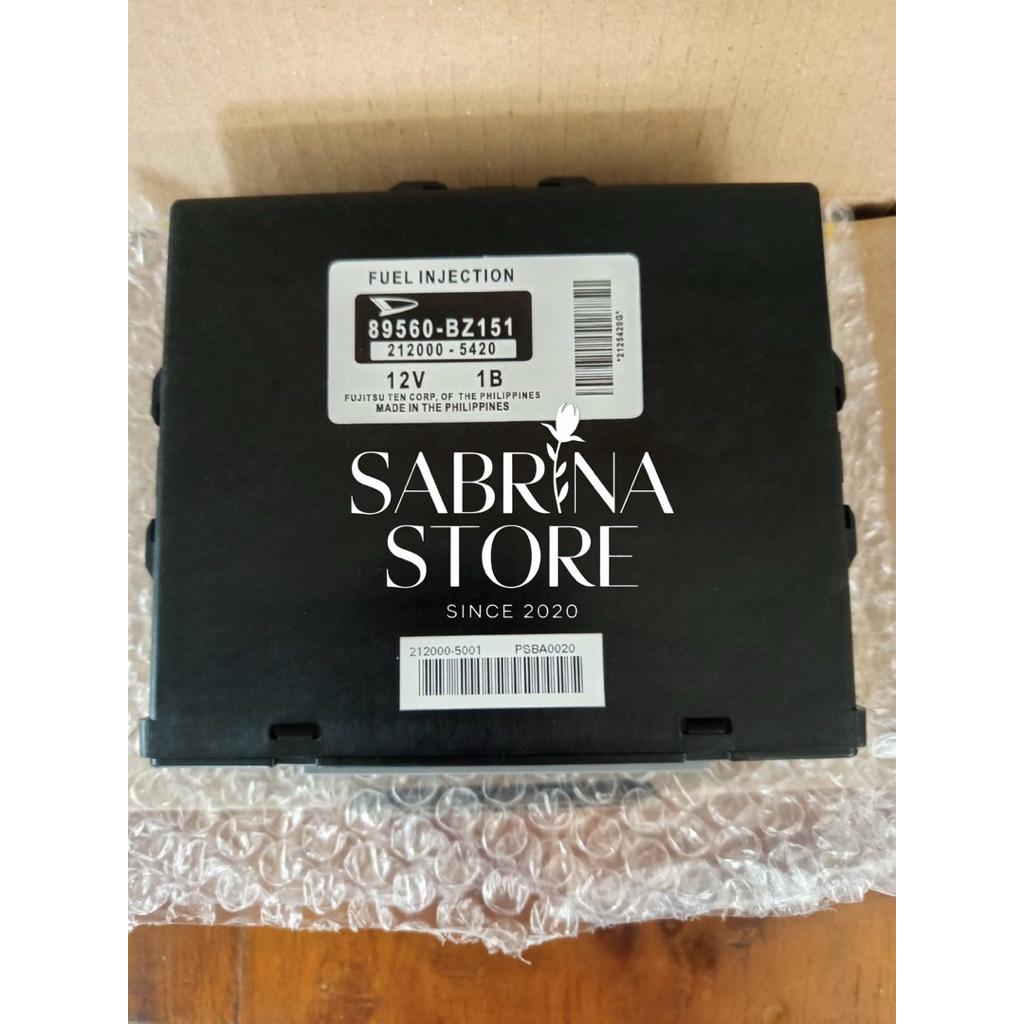 FUEL INJECTION
89560-BZ151
212000 - 5420
12V 1B
FUJITSU TEN CORP. OF THE PHILIPPINES
MADE IN THE PHILIPPINES
*2125420G*
SABRINA
STORE
SINCE 2020
212000-5001 PSBA0020